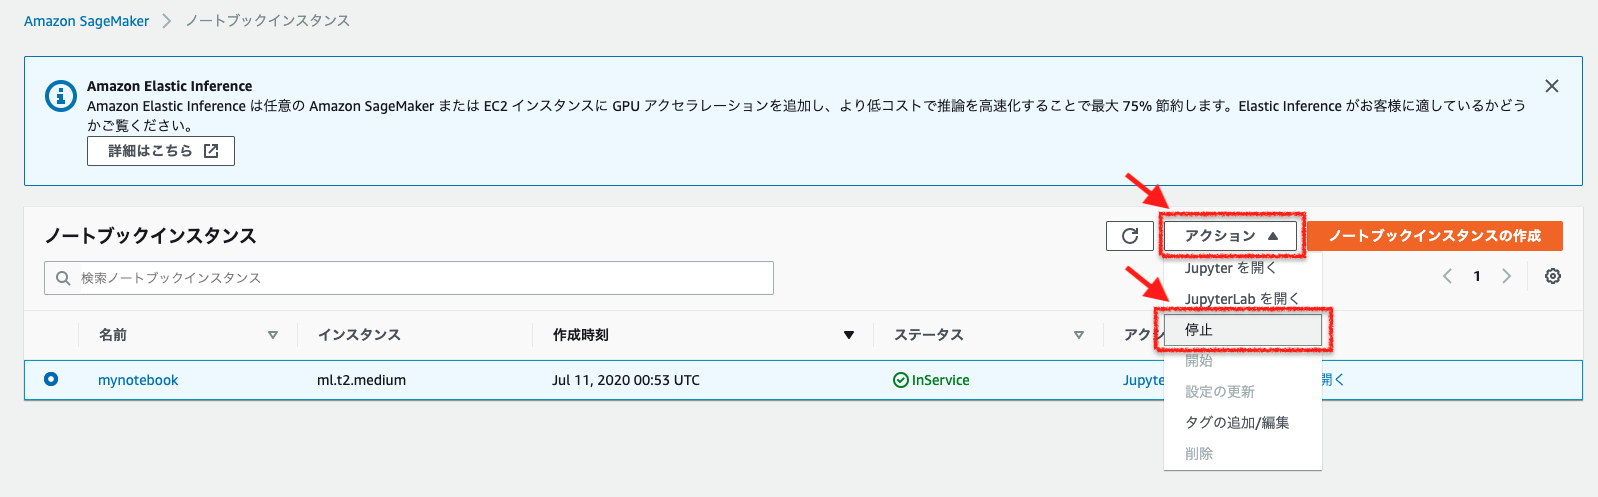 Amazon SageMaker > ノートブックインスタンス
Amazon Elastic Inference
Amazon Elastic Inference は任意の Amazon SageMaker または EC2 インスタンスに GPU アクセラレーションを追加し、より低コストで推論を高速化することで最大 75% 節約します。Elastic Inference がお客様に適しているかどう
かご覧ください。
詳細はこちら
ノートブックインスタンス
アクション
ノートブックインスタンスの作成
検索ノートブックインスタンス
Jupyter を開く
1
JupyterLab を開く
停止
名前 インスタンス 作成時刻 ステータス アク
開始
mynotebook ml.t2.medium Jul 11, 2020 00:53 UTC InService Jupyte 開く
設定の更新
タグの追加/編集
削除